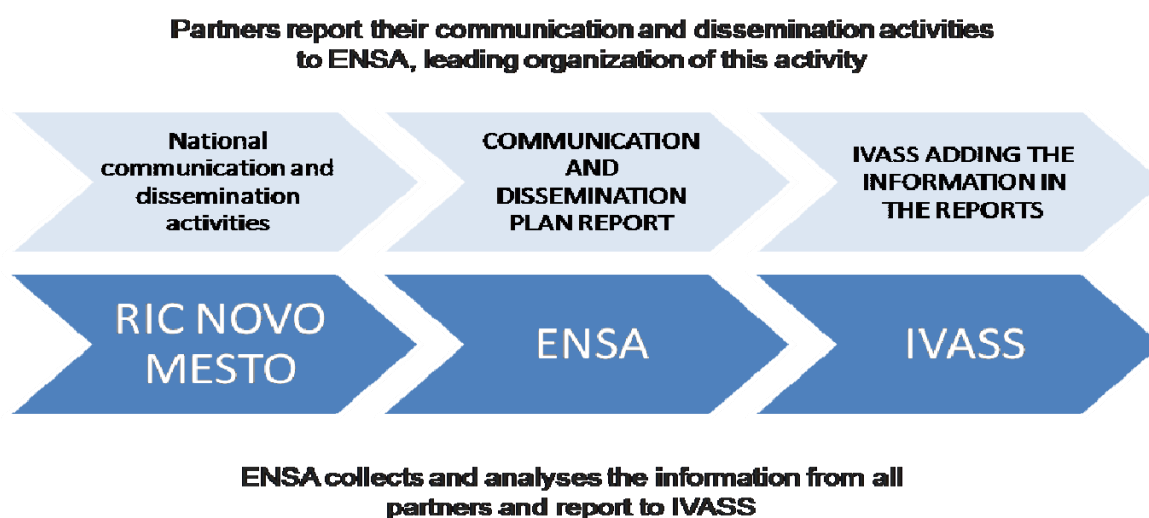 Partners report their communication and dissemination activities
to ENSA, leading organization of this activity
National
communication and
dissemination
activities
COMMUNICATION
AND
DISSEMINATION
PLAN REPORT
IVASS ADDING THE
INFORMATION IN
THE REPORTS
RIC NOVO
MESTO
ENSA
IVASS
ENSA collects and analyses the information from all
partners and report to IVASS